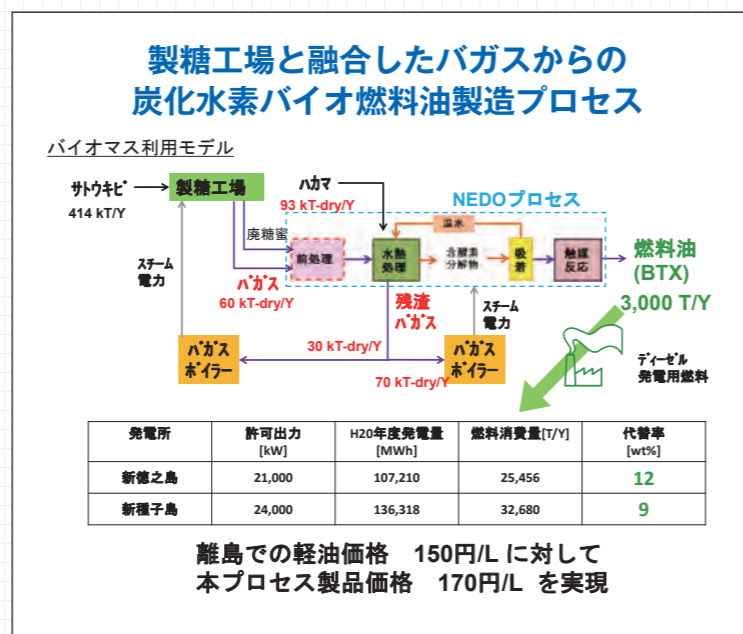 製糖工場と融合したバガスからの
炭化水素バイオ燃料油製造プロセス
バイオマス利用モデル
サトウキビ
414 kT/Y
製糖工場
ハカマ
93 kT-dry/Y
NEDOプロセス
廃糖蜜
温水
前処理
水熱
処理
含酸素
分解物
吸
着
触媒
反応
燃料油
(BTX)
3,000 T/Y
スチーム
電力
バガス
60 kT-dry/Y
残渣
バガス
スチーム
電力
バガス
ボイラー
30 kT-dry/Y
70 kT-dry/Y
バガス
ボイラー
ディーゼル
発電用燃料
発電所 許可出力 [kW] H20年度発電量 [MWh] 燃料消費量[T/Y] 代替率 [wt%]
新徳之島 21,000 107,210 25,456 12
新種子島 24,000 136,318 32,680 9
離島での軽油価格 150円/L に対して
本プロセス製品価格 170円/L を実現